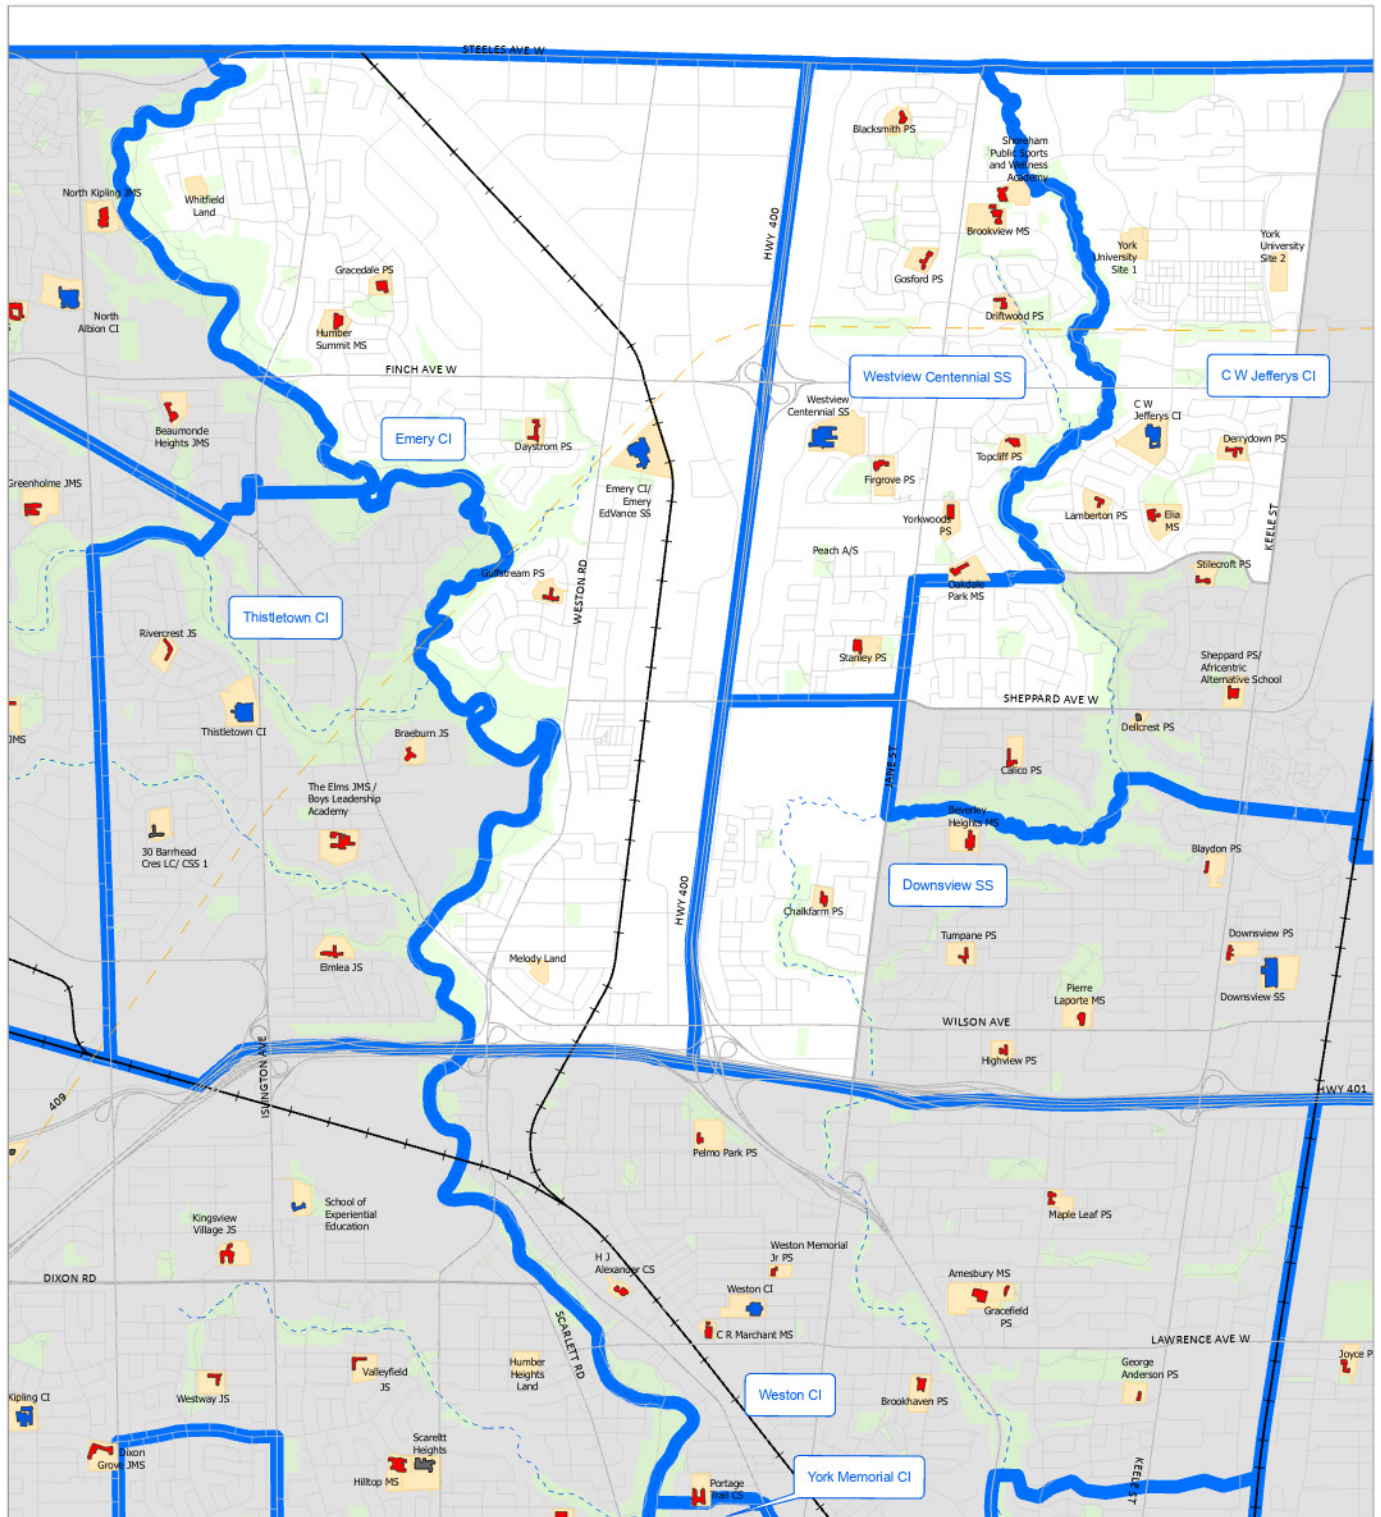 STEELES AVE W
Blacksmith PS
Shoreham
Public Sports
and Wellness
Academy
North Kipling JMS
Whitfield
Land
HWY 400
Brookview MS
York
University
Site 1
York
University
Site 2
Gosford PS
Gracedale PS
North
Albion CI
Humber
Summit MS
Driftwood PS
FINCH AVE W
Westview Centennial SS
C W Jefferys CI
Westview
Centennial SS
C W
Jefferys CI
Beaumonde
Heights JMS
Emery CI
Daystrom PS
Derrydown PS
Topcliff PS
Firgrove PS
Greenholme JMS
Emery CI/
Emery
EdVance SS
Yorkwoods
PS
Lamberton PS
Elia
MS
KEELE ST
Peach A/S
Stilecroft PS
Gulfstream PS
WESTON RD
Oakdale
Park MS
Thistletown CI
Rivercrest JS
Stanley PS
Sheppard PS/
Africentric
Alternative School
SHEPPARD AVE W
JMS
Thistletown CI
Braeburn JS
Dellcrest PS
JANE ST
Calico PS
The Elms JMS /
Boys Leadership
Academy
Beverley
Heights MS
30 Barrhead
Cres LC/ CSS 1
Blaydon PS
Downsview SS
HWY 400
Chalkfarm PS
Tumpane PS
Downsview PS
Elmlea JS
Melody Land
Pierre
Laporte MS
Downsview SS
WILSON AVE
Highview PS
ISLINGTON AVE
409
HWY 401
Pelmo Park PS
School of
Experiential
Education
Maple Leaf PS
Kingsview
Village JS
Weston Memorial
Jr PS
H J
Alexander CS
DIXON RD
Amesbury MS
Weston CI
Gracefield
PS
C R Marchant MS
SCARLETT RD
LAWRENCE AVE W
Joyce P
Humber
Heights
Land
Valleyfield
JS
George
Anderson PS
Weston CI
Kipling CI
Westway JS
Brookhaven PS
Scarlett
Heights
Dixon
Grove JMS
Hilltop MS
York Memorial CI
Portage
Trail CS
KEELE ST